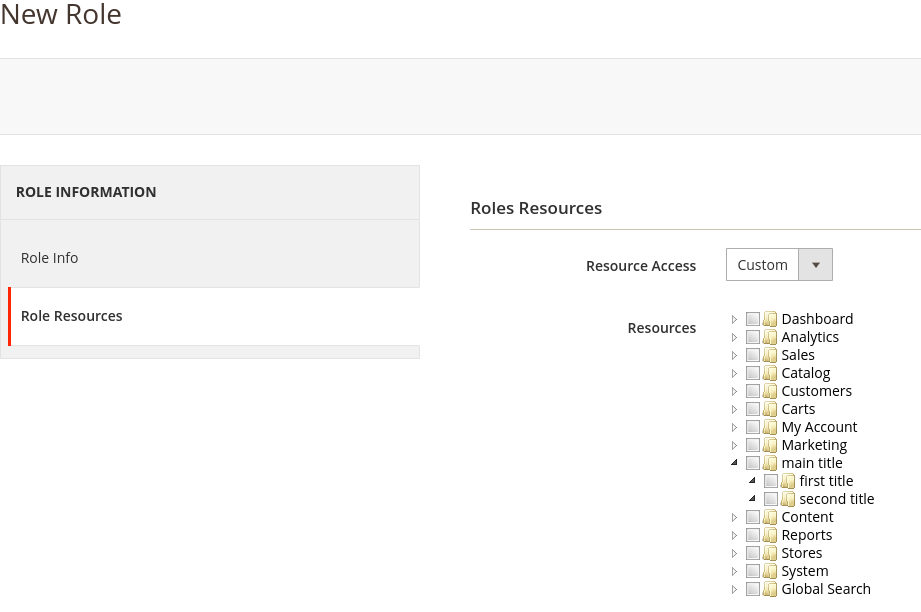 New Role
ROLE INFORMATION
Role Info
Role Resources
Roles Resources
Resource Access
Custom
Resources
Dashboard
Analytics
Sales
Catalog
Customers
Carts
My Account
Marketing
main title
first title
second title
Content
Reports
Stores
System
Global Search